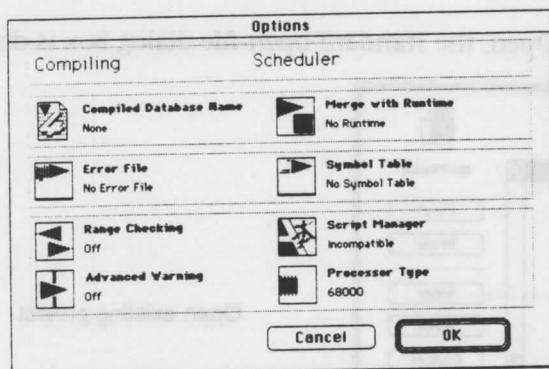 Options
Compiling
Scheduler
Compiled Database Name
None
Merge with Runtime
No Runtime
Error File
No Error File
Symbol Table
No Symbol Table
Range Checking
Off
Script Manager
Incompatible
Advanced Warning
Off
Processor Type
68000
Cancel
OK